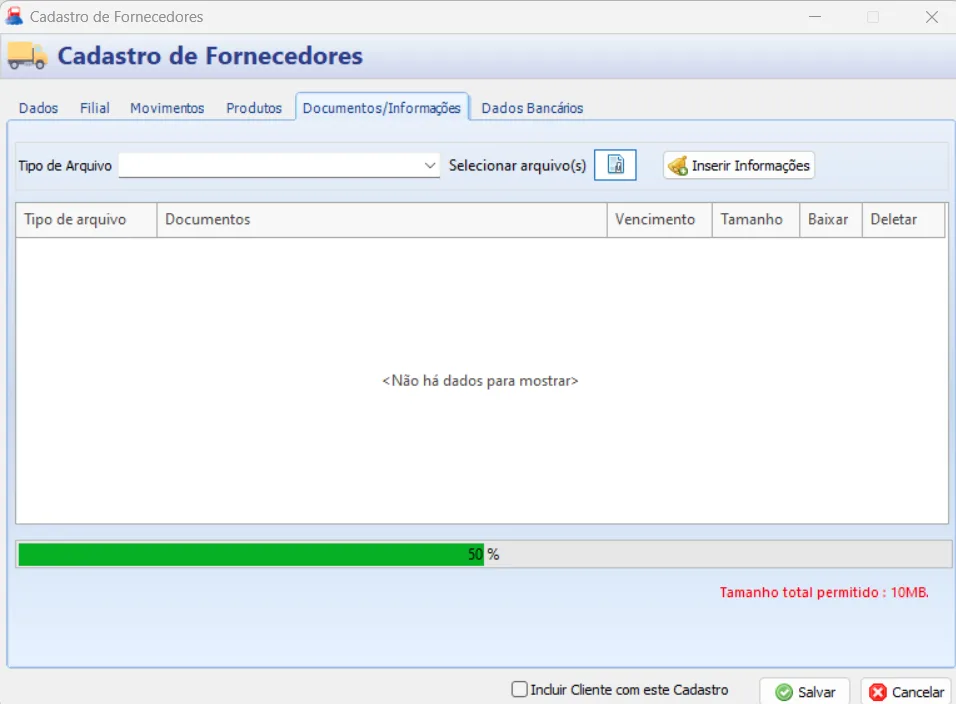 Cadastro de Fornecedores
Cadastro de Fornecedores
Dados Filial Movimentos Produtos Documentos/Informações Dados Bancários
Tipo de Arquivo Selecionar arquivo(s) Inserir Informações
Tipo de arquivo Documentos Vencimento Tamanho Baixar Deletar
<Não há dados para mostrar>
50 %
Tamanho total permitido : 10MB.
Incluir Cliente com este Cadastro Salvar Cancelar